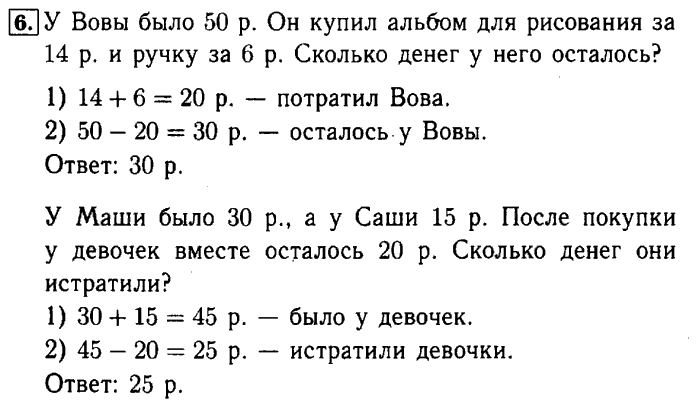 6. У Вовы было 50 р. Он купил альбом для рисования за
14 р. и ручку за 6 р. Сколько денег у него осталось?
1) 14 + 6 = 20 р. — потратил Вова.
2) 50 − 20 = 30 р. — осталось у Вовы.
Ответ: 30 р.
У Маши было 30 р., а у Саши 15 р. После покупки
у девочек вместе осталось 20 р. Сколько денег они
истратили?
1) 30 + 15 = 45 р. — было у девочек.
2) 45 − 20 = 25 р. — истратили девочки.
Ответ: 25 р.